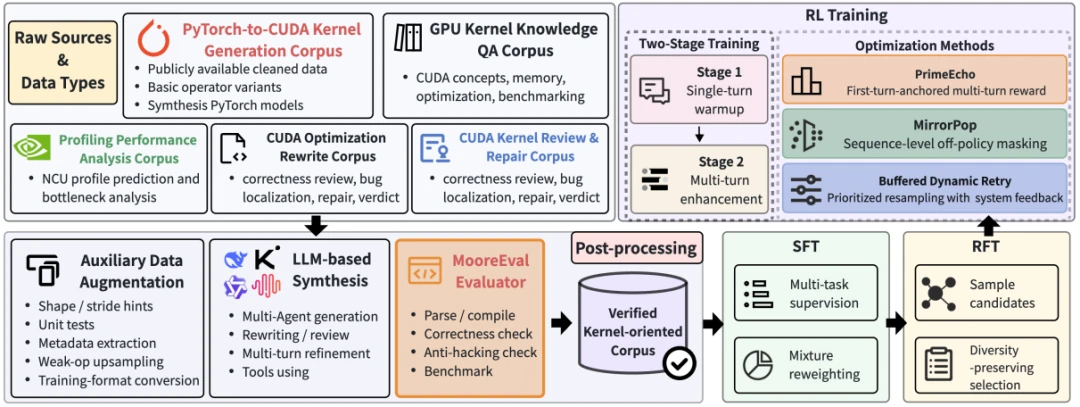 Raw Sources
&
Data Types
PyTorch-to-CUDA Kernel
Generation Corpus
• Publicly available cleaned data
• Basic operator variants
• Symthesis PyTorch models
GPU Kernel Knowledge
QA Corpus
• CUDA concepts, memory,
optimization, benchmarking
Profiling Performance
Analysis Corpus
• NCU profile prediction and
bottleneck analysis
CUDA Optimization
Rewrite Corpus
• correctness review, bug
localization, repair, verdict
CUDA Kernel Review &
Repair Corpus
• correctness review, bug
localization, repair, verdict
RL Training
Two-Stage Training
Stage 1
Single-turn
warmup
Stage 2
Multi-turn
enhancement
Optimization Methods
PrimeEcho
First-turn-anchored multi-turn reward
MirrorPop
Sequence-level off-policy masking
Buffered Dynamic Retry
Prioritized resampling with system feedback
Auxiliary Data
Augmentation
• Shape / stride hints
• Unit tests
• Metadata extraction
• Weak-op upsampling
• Training-format conversion
LLM-based
Symthesis
• Multi-Agent generation
• Rewriting / review
• Multi-turn refinement
• Tools using
MooreEval
Evaluator
• Parse / compile
• Correctness check
• Anti-hacking check
• Benchmark
Post-processing
Verified
Kernel-oriented
Corpus
SFT
Multi-task
supervision
Mixture
reweighting
RFT
Sample
candidates
Diversity
-preserving
selection